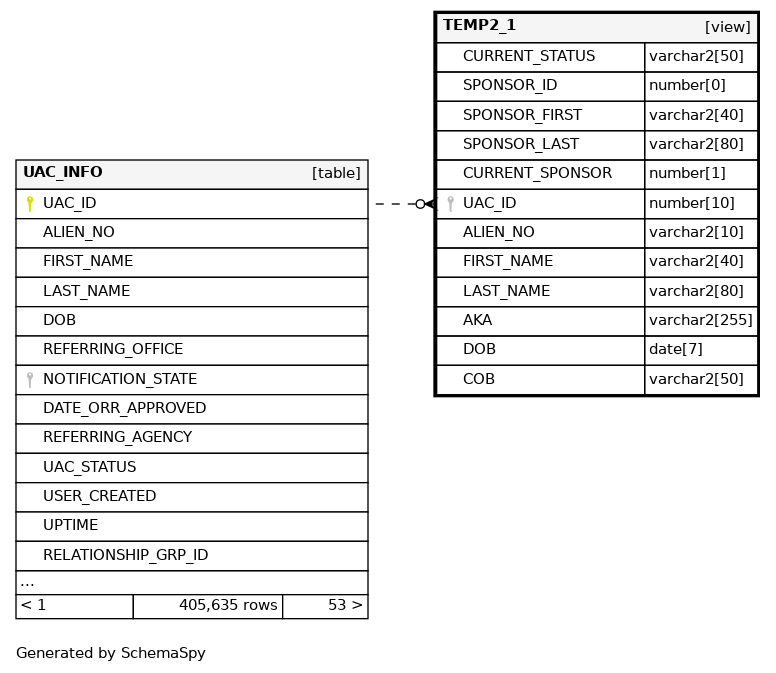 TEMP2_1 [view]
CURRENT_STATUS varchar2[50]
SPONSOR_ID number[0]
SPONSOR_FIRST varchar2[40]
SPONSOR_LAST varchar2[80]
CURRENT_SPONSOR number[1]
UAC_ID number[10]
ALIEN_NO varchar2[10]
FIRST_NAME varchar2[40]
LAST_NAME varchar2[80]
AKA varchar2[255]
DOB date[7]
COB varchar2[50]
UAC_INFO [table]
UAC_ID
ALIEN_NO
FIRST_NAME
LAST_NAME
DOB
REFERRING_OFFICE
NOTIFICATION_STATE
DATE_ORR_APPROVED
REFERRING_AGENCY
UAC_STATUS
USER_CREATED
UPTIME
RELATIONSHIP_GRP_ID
...
< 1 405,635 rows 53 >
Generated by SchemaSpy